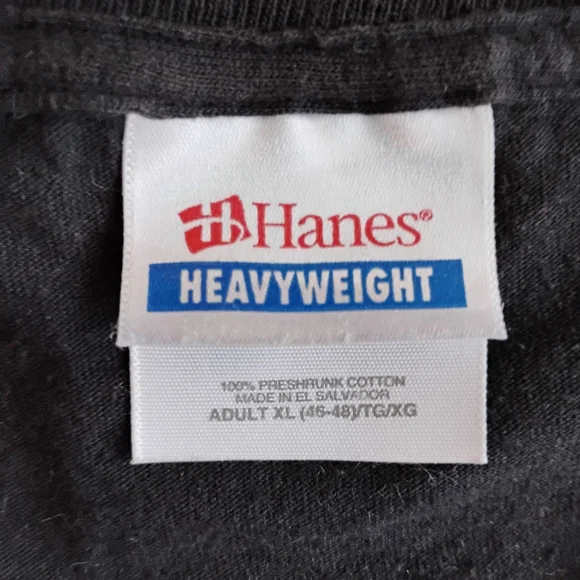 Hanes®
HEAVYWEIGHT
100% PRESHRUNK COTTON
MADE IN EL SALVADOR
ADULT XL (46-48)/TG/XG